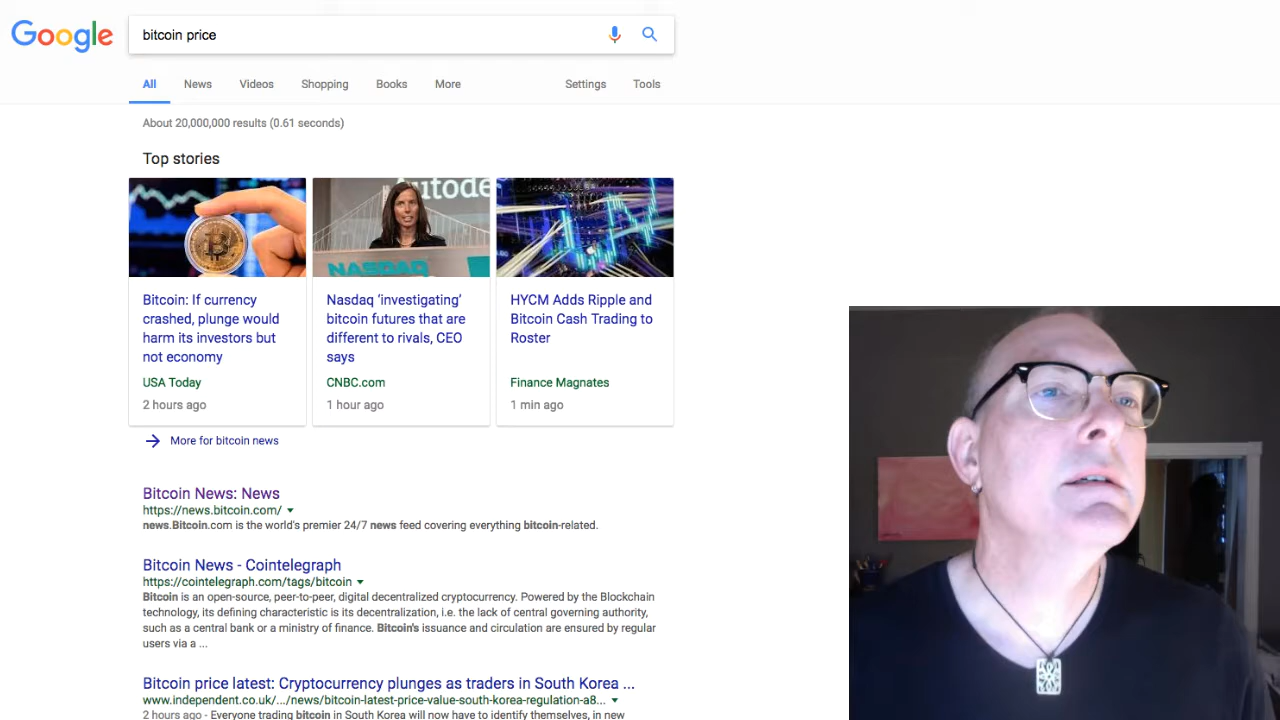 Google
bitcoin price
All News Videos Shopping Books More Settings Tools
About 20,000,000 results (0.61 seconds)
Top stories
Autodes
NASDAQ
Bitcoin: If currency
crashed, plunge would
harm its investors but
not economy
USA Today
2 hours ago
Nasdaq 'investigating'
bitcoin futures that are
different to rivals, CEO
says
CNBC.com
1 hour ago
HYCM Adds Ripple and
Bitcoin Cash Trading to
Roster
Finance Magnates
1 min ago
More for bitcoin news
Bitcoin News: News
https://news.bitcoin.com/
news.Bitcoin.com is the world's premier 24/7 news feed covering everything bitcoin-related.
Bitcoin News - Cointelegraph
https://cointelegraph.com/tags/bitcoin
Bitcoin is an open-source, peer-to-peer, digital decentralized cryptocurrency. Powered by the Blockchain
technology, its defining characteristic is its decentralization, i.e. the lack of central governing authority,
such as a central bank or a ministry of finance. Bitcoin's issuance and circulation are ensured by regular
users via a ...
Bitcoin price latest: Cryptocurrency plunges as traders in South Korea ...
www.independent.co.uk/.../news/bitcoin-latest-price-value-south-korea-regulation-a8...
2 hours ago - Everyone trading bitcoin in South Korea will now have to identify themselves, in new